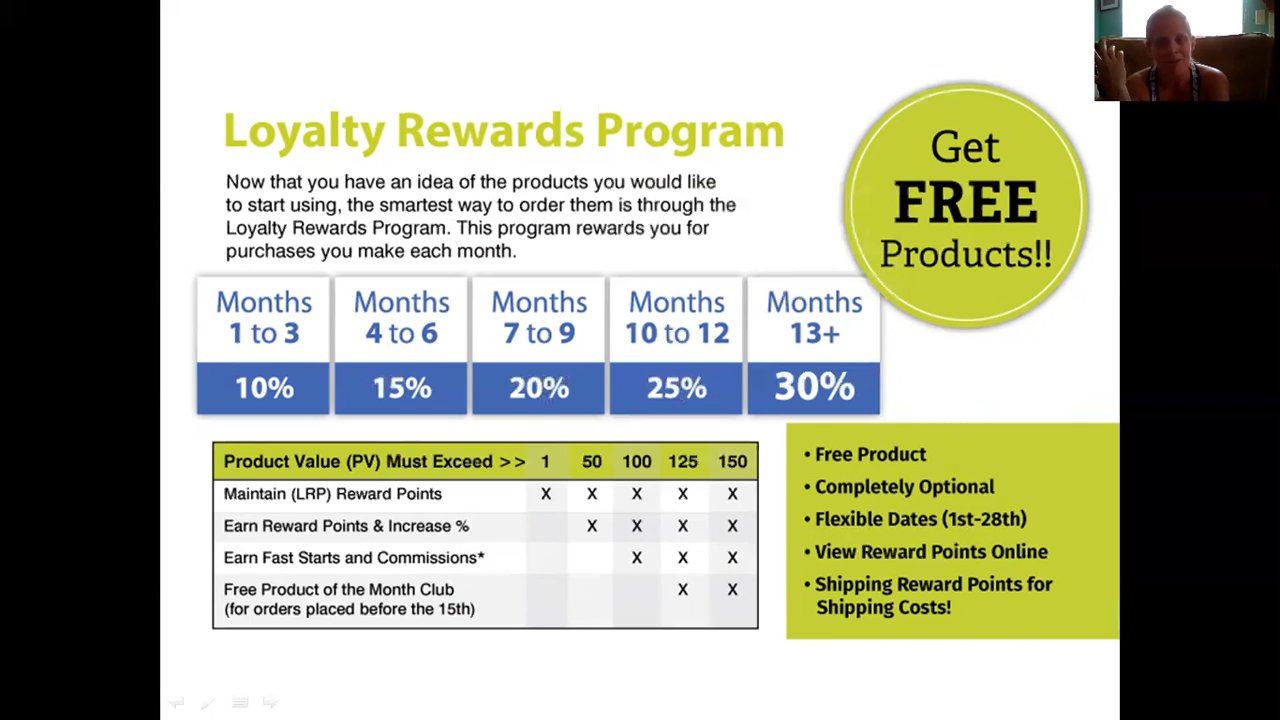 Loyalty Rewards Program
Now that you have an idea of the products you would like
to start using, the smartest way to order them is through the
Loyalty Rewards Program. This program rewards you for
purchases you make each month.
Get
FREE
Products!!
Months Months Months Months Months
1 to 3 4 to 6 7 to 9 10 to 12 13+
10% 15% 20% 25% 30%
Product Value (PV) Must Exceed >> 1 50 100 125 150
Maintain (LRP) Reward Points X X X X X
Earn Reward Points & Increase % X X X X
Earn Fast Starts and Commissions* X X X
Free Product of the Month Club X X
(for orders placed before the 15th)
• Free Product
• Completely Optional
• Flexible Dates (1st-28th)
• View Reward Points Online
• Shipping Reward Points for
Shipping Costs!